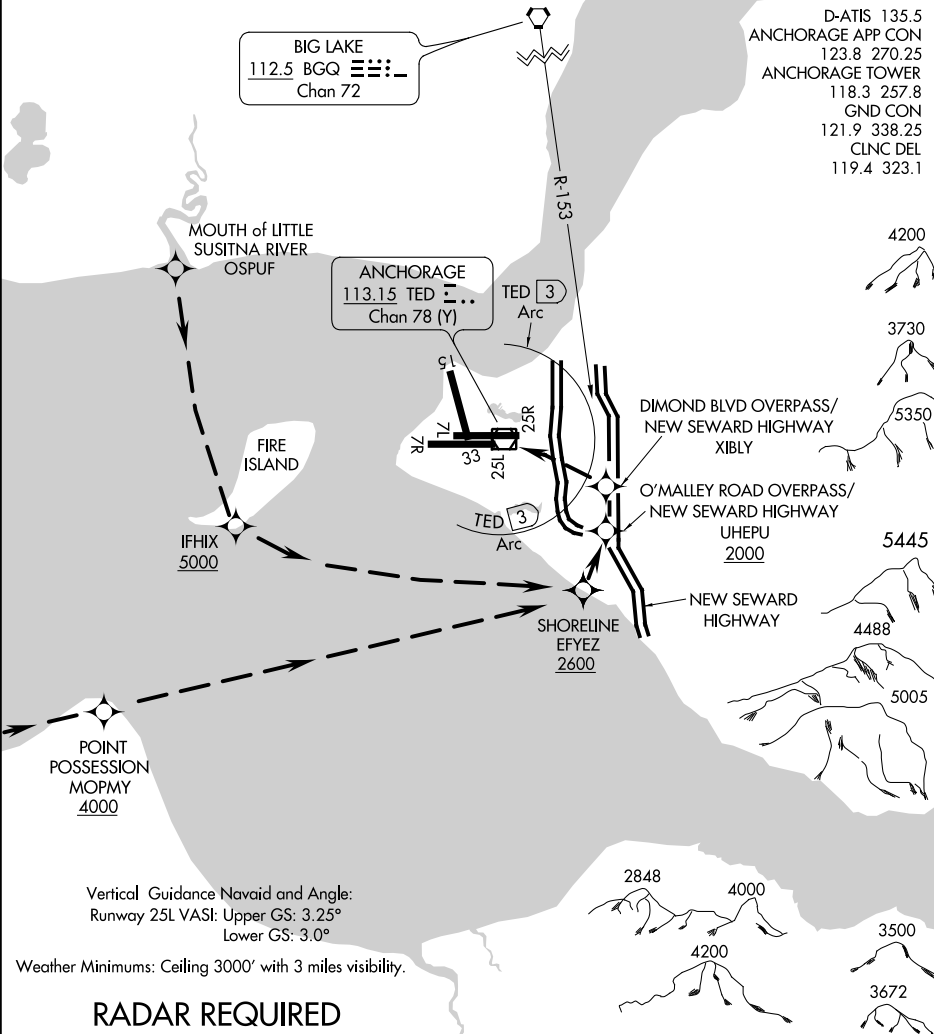 D-ATIS 135.5
ANCHORAGE APP CON
123.8 270.25
ANCHORAGE TOWER
118.3 257.8
GND CON
121.9 338.25
CLNC DEL
119.4 323.1
BIG LAKE
112.5 BGQ
Chan 72
R-153
MOUTH of LITTLE
SUSITNA RIVER
OSPUF
ANCHORAGE
113.15 TED
Chan 78 (Y)
TED 3
Arc
4200
3730
5350
15
7L
7R
33
25L
25R
DIMOND BLVD OVERPASS/
NEW SEWARD HIGHWAY
XIBLY
FIRE
ISLAND
O'MALLEY ROAD OVERPASS/
NEW SEWARD HIGHWAY
UHEPU
2000
TED 3
Arc
IFHIX
5000
5445
NEW SEWARD
HIGHWAY
SHORELINE
EFYEZ
2600
4488
5005
POINT
POSSESSION
MOPMY
4000
Vertical Guidance Navaid and Angle:
Runway 25L VASI: Upper GS: 3.25°
Lower GS: 3.0°
Weather Minimums: Ceiling 3000' with 3 miles visibility.
RADAR REQUIRED
2848
4000
4200
3500
3672